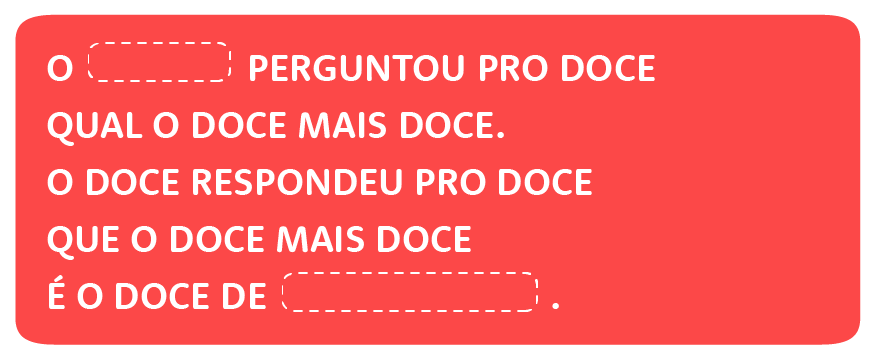 O PERGUNTOU PRO DOCE
QUAL O DOCE MAIS DOCE.
O DOCE RESPONDEU PRO DOCE
QUE O DOCE MAIS DOCE
É O DOCE DE .